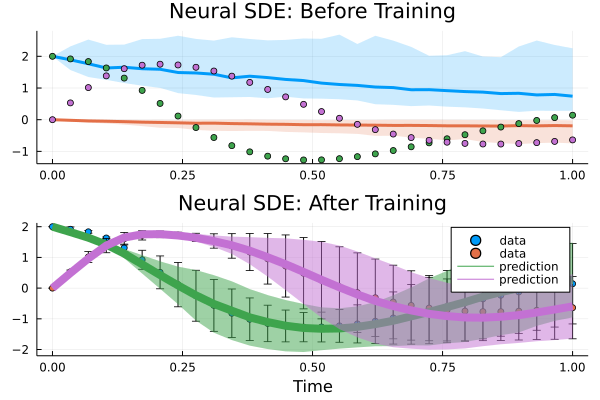 Neural SDE: Before Training
2
1
0
−1
0.00 0.25 0.50 0.75 1.00
Neural SDE: After Training
2
1
0
−1
−2
data
data
prediction
prediction
0.00 0.25 0.50 0.75 1.00
Time